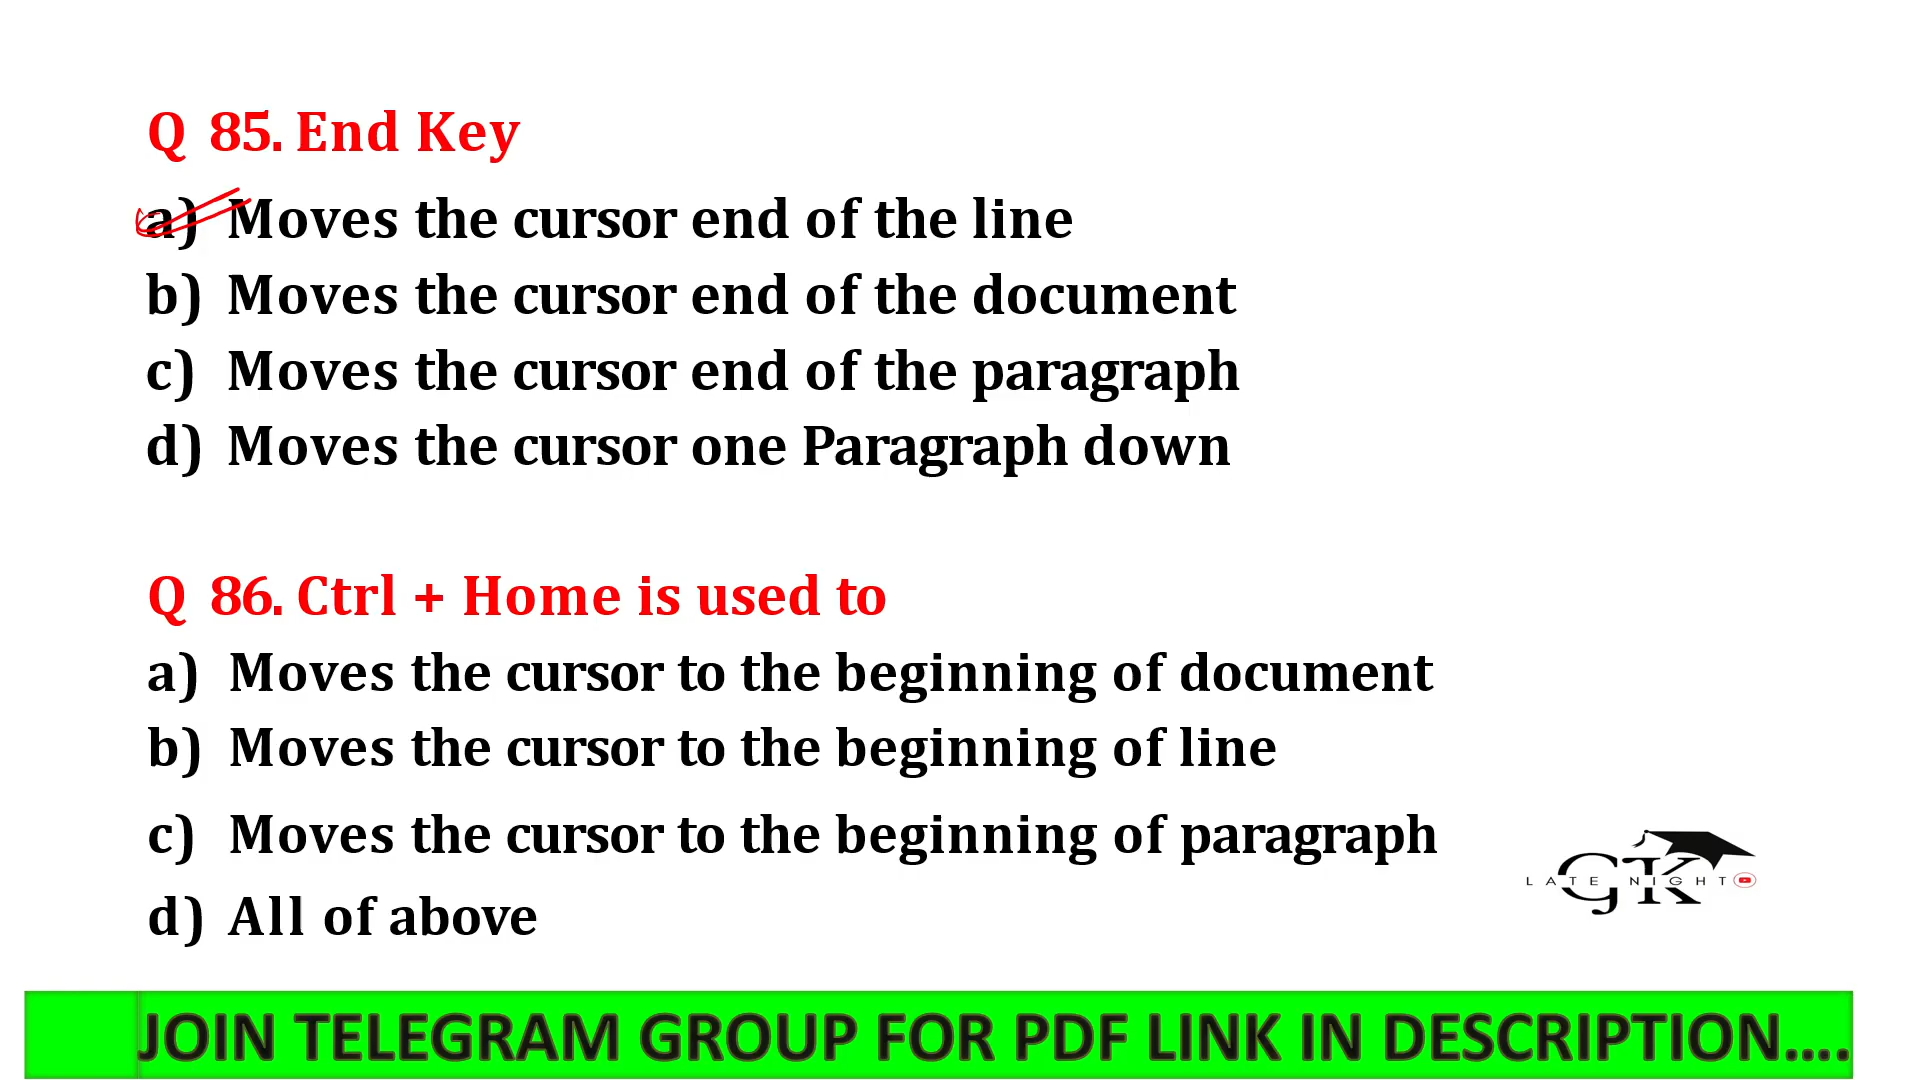 Q 85. End Key
a) Moves the cursor end of the line
b) Moves the cursor end of the document
c) Moves the cursor end of the paragraph
d) Moves the cursor one Paragraph down
Q 86. Ctrl + Home is used to
a) Moves the cursor to the beginning of document
b) Moves the cursor to the beginning of line
c) Moves the cursor to the beginning of paragraph
d) All of above
GK
LATE NIGHT
JOIN TELEGRAM GROUP FOR PDF LINK IN DESCRIPTION....